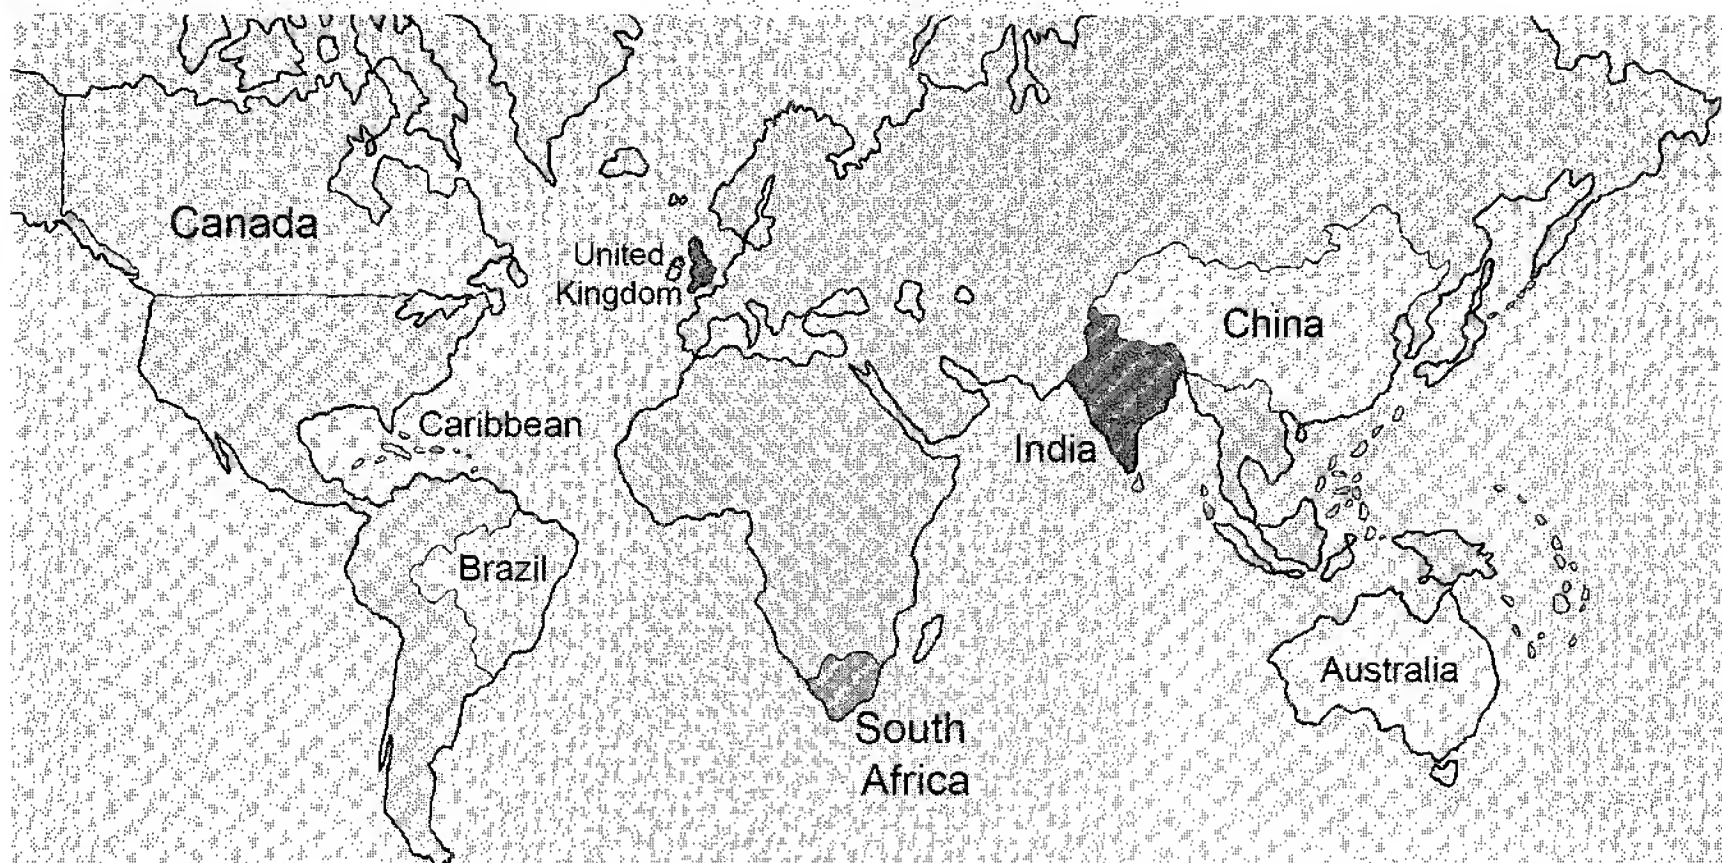 Canada
United
Kingdom
China
Caribbean
India
Brazil
Australia
South
Africa